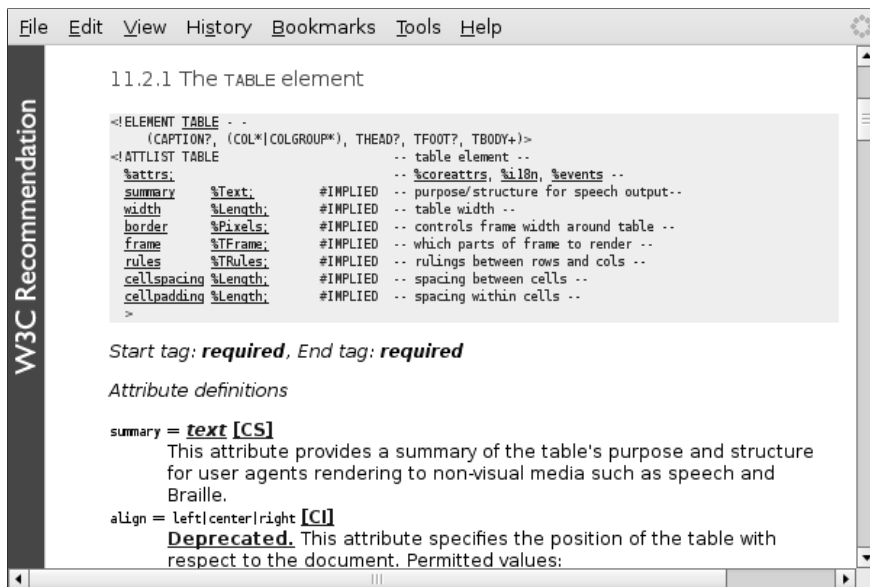 File Edit View History Bookmarks Tools Help
W3C Recommendation
11.2.1 The TABLE element
<!ELEMENT TABLE - -
(CAPTION?, (COL*|COLGROUP*), THEAD?, TFOOT?, TBODY+)>
<!ATTLIST TABLE -- table element --
%attrs; -- %coreattrs, %i18n, %events --
summary %Text; #IMPLIED -- purpose/structure for speech output--
width %Length; #IMPLIED -- table width --
border %Pixels; #IMPLIED -- controls frame width around table --
frame %TFrame; #IMPLIED -- which parts of frame to render --
rules %TRules; #IMPLIED -- rulings between rows and cols --
cellspacing %Length; #IMPLIED -- spacing between cells --
cellpadding %Length; #IMPLIED -- spacing within cells --
>
Start tag: required, End tag: required
Attribute definitions
summary = text [CS]
This attribute provides a summary of the table's purpose and structure
for user agents rendering to non-visual media such as speech and
Braille.
align = left|center|right [CI]
Deprecated. This attribute specifies the position of the table with
respect to the document. Permitted values: